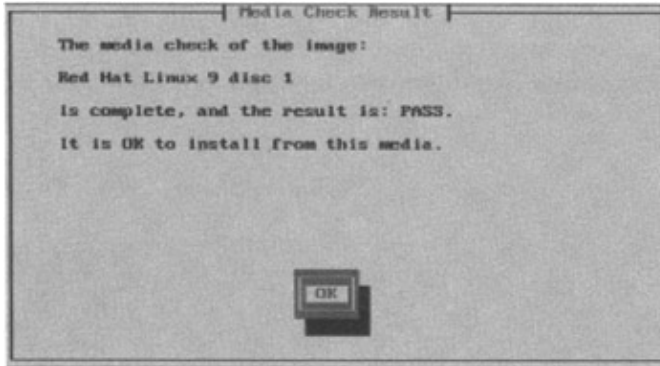 Media Check Result
The media check of the image:
Red Hat Linux 9 disc 1
is complete, and the result is: PASS.
It is OK to install from this media.
OK